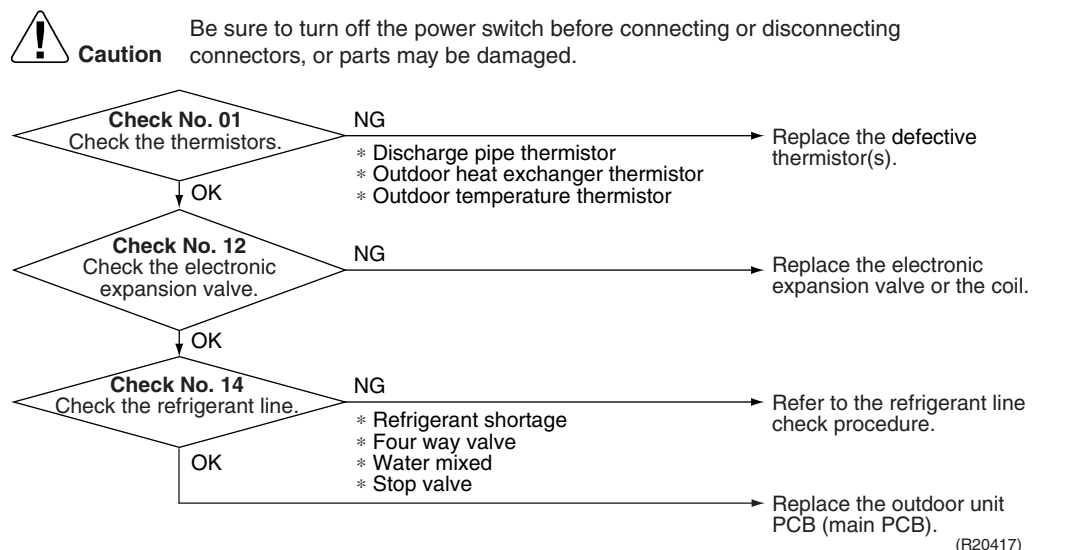 Be sure to turn off the power switch before connecting or disconnecting
Caution connectors, or parts may be damaged.
Check No. 01
Check the thermistors.
NG
∗ Discharge pipe thermistor
∗ Outdoor heat exchanger thermistor
∗ Outdoor temperature thermistor
Replace the defective
thermistor(s).
OK
Check No. 12
Check the electronic
expansion valve.
NG
Replace the electronic
expansion valve or the coil.
OK
Check No. 14
Check the refrigerant line.
NG
∗ Refrigerant shortage
∗ Four way valve
∗ Water mixed
∗ Stop valve
Refer to the refrigerant line
check procedure.
OK
Replace the outdoor unit
PCB (main PCB).
(R20417)